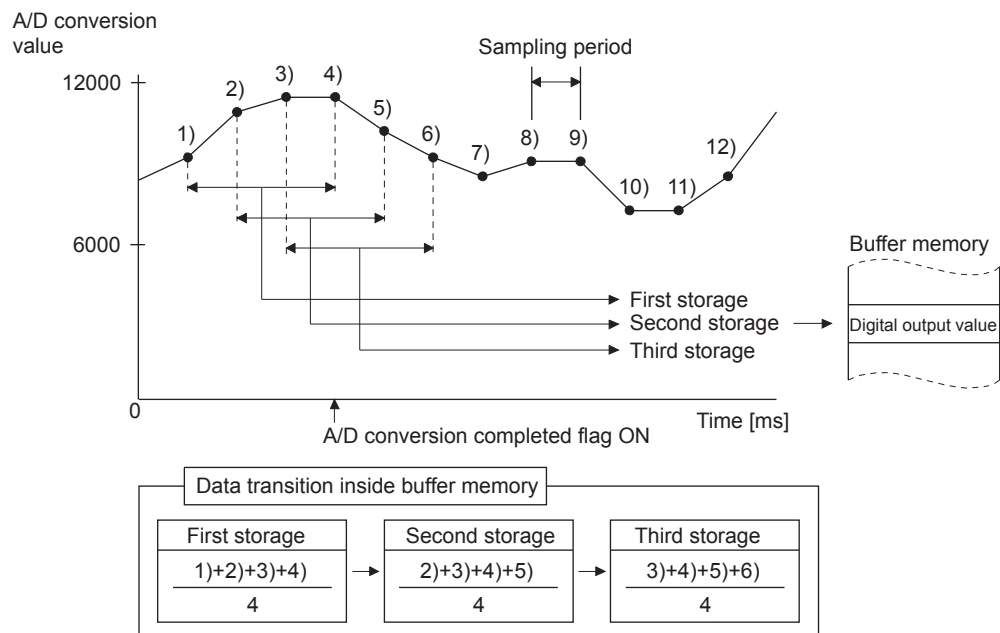 A/D conversion
value
Sampling period
12000
1)
2)
3)
4)
5)
6)
7)
8)
9)
10)
11)
12)
6000
Buffer memory
First storage
Second storage
Digital output value
Third storage
0
Time [ms]
A/D conversion completed flag ON
Data transition inside buffer memory
First storage
1)+2)+3)+4)
4
Second storage
2)+3)+4)+5)
4
Third storage
3)+4)+5)+6)
4